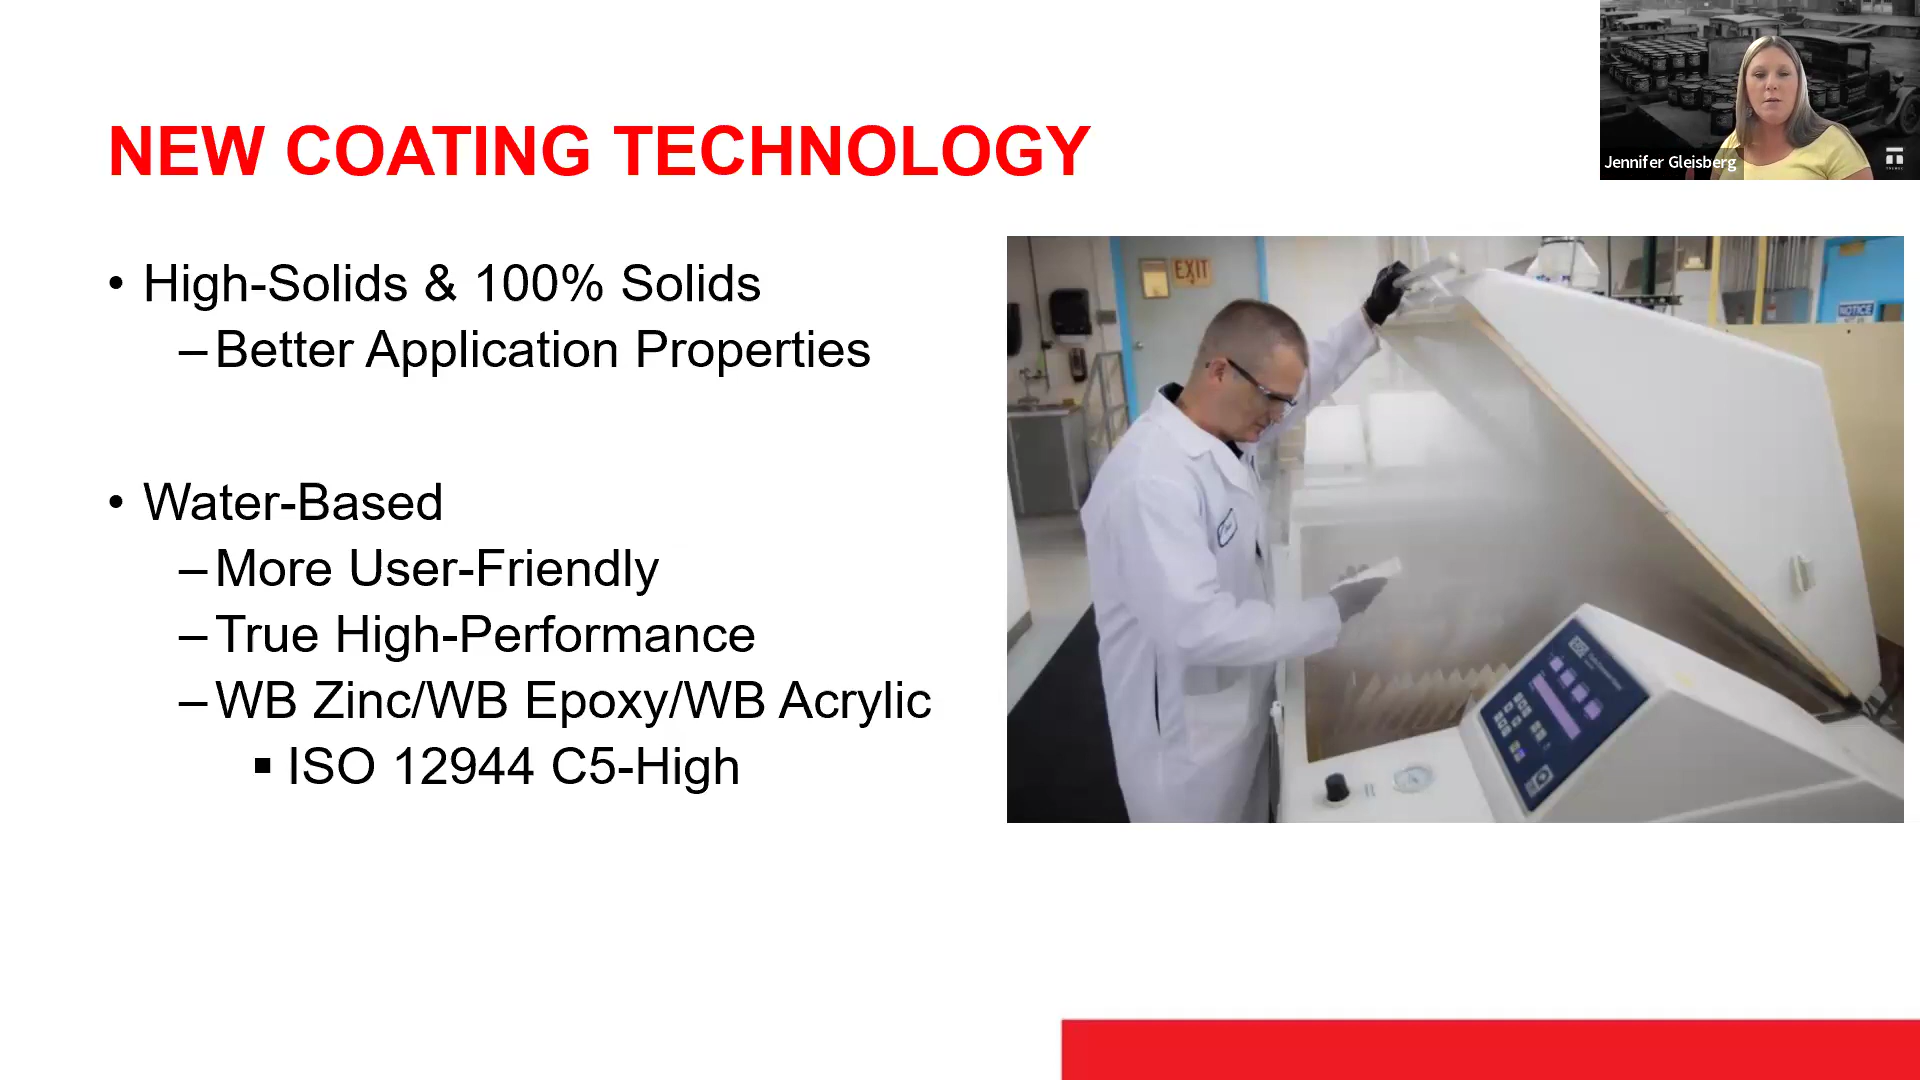 NEW COATING TECHNOLOGY
Jennifer Gleisberg
• High-Solids & 100% Solids
– Better Application Properties
• Water-Based
– More User-Friendly
– True High-Performance
– WB Zinc/WB Epoxy/WB Acrylic
▪ ISO 12944 C5-High
EXIT
NOTICE